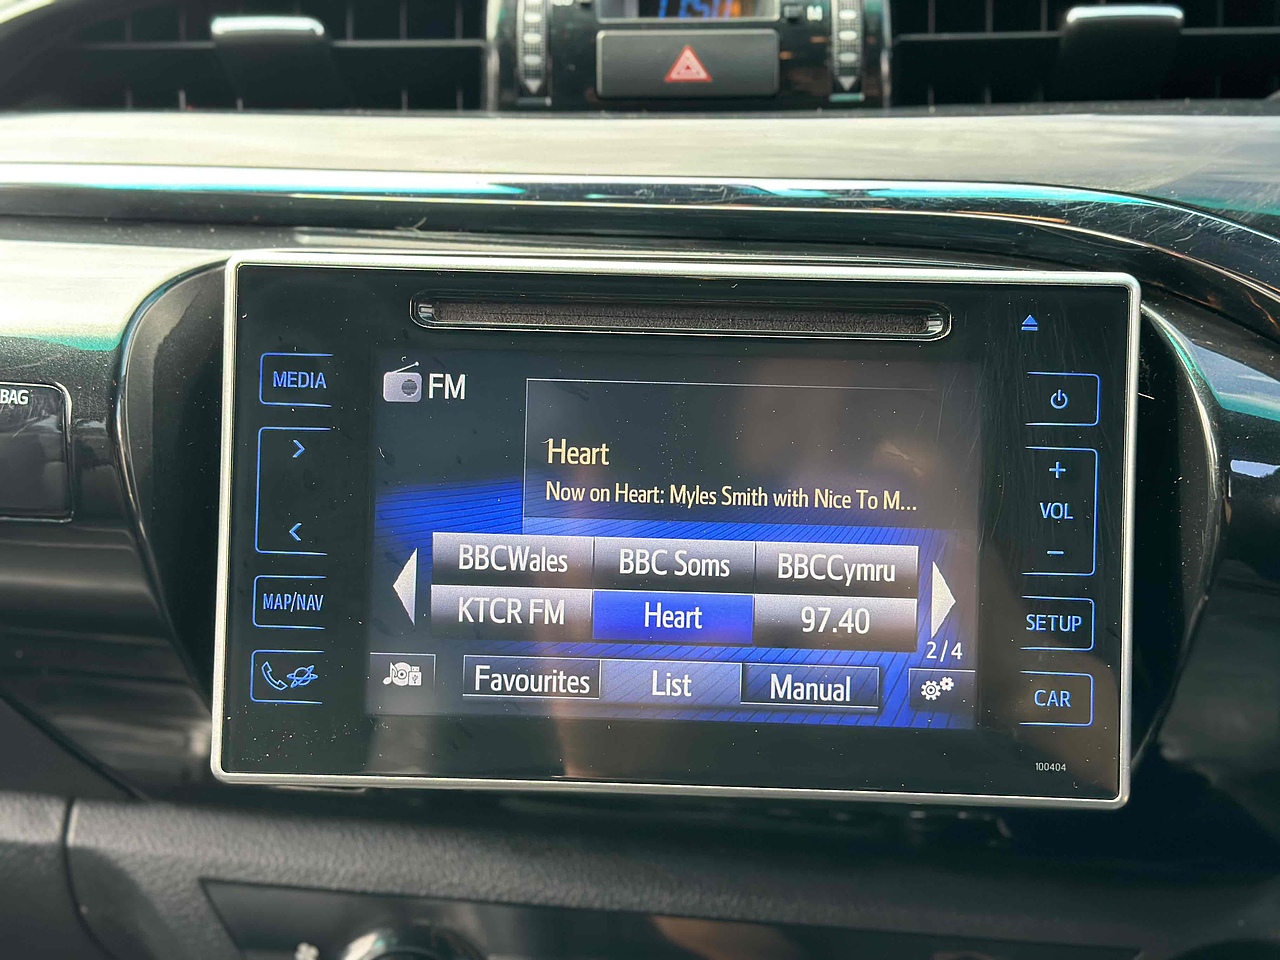 M
BAG
MEDIA
FM
Heart
Now on Heart: Myles Smith with Nice To M...
+
VOL
−
BBCWales
BBC Soms
BBCCymru
MAP/NAV
KTCR FM
Heart
97.40
SETUP
2/4
Favourites
List
Manual
CAR
100404